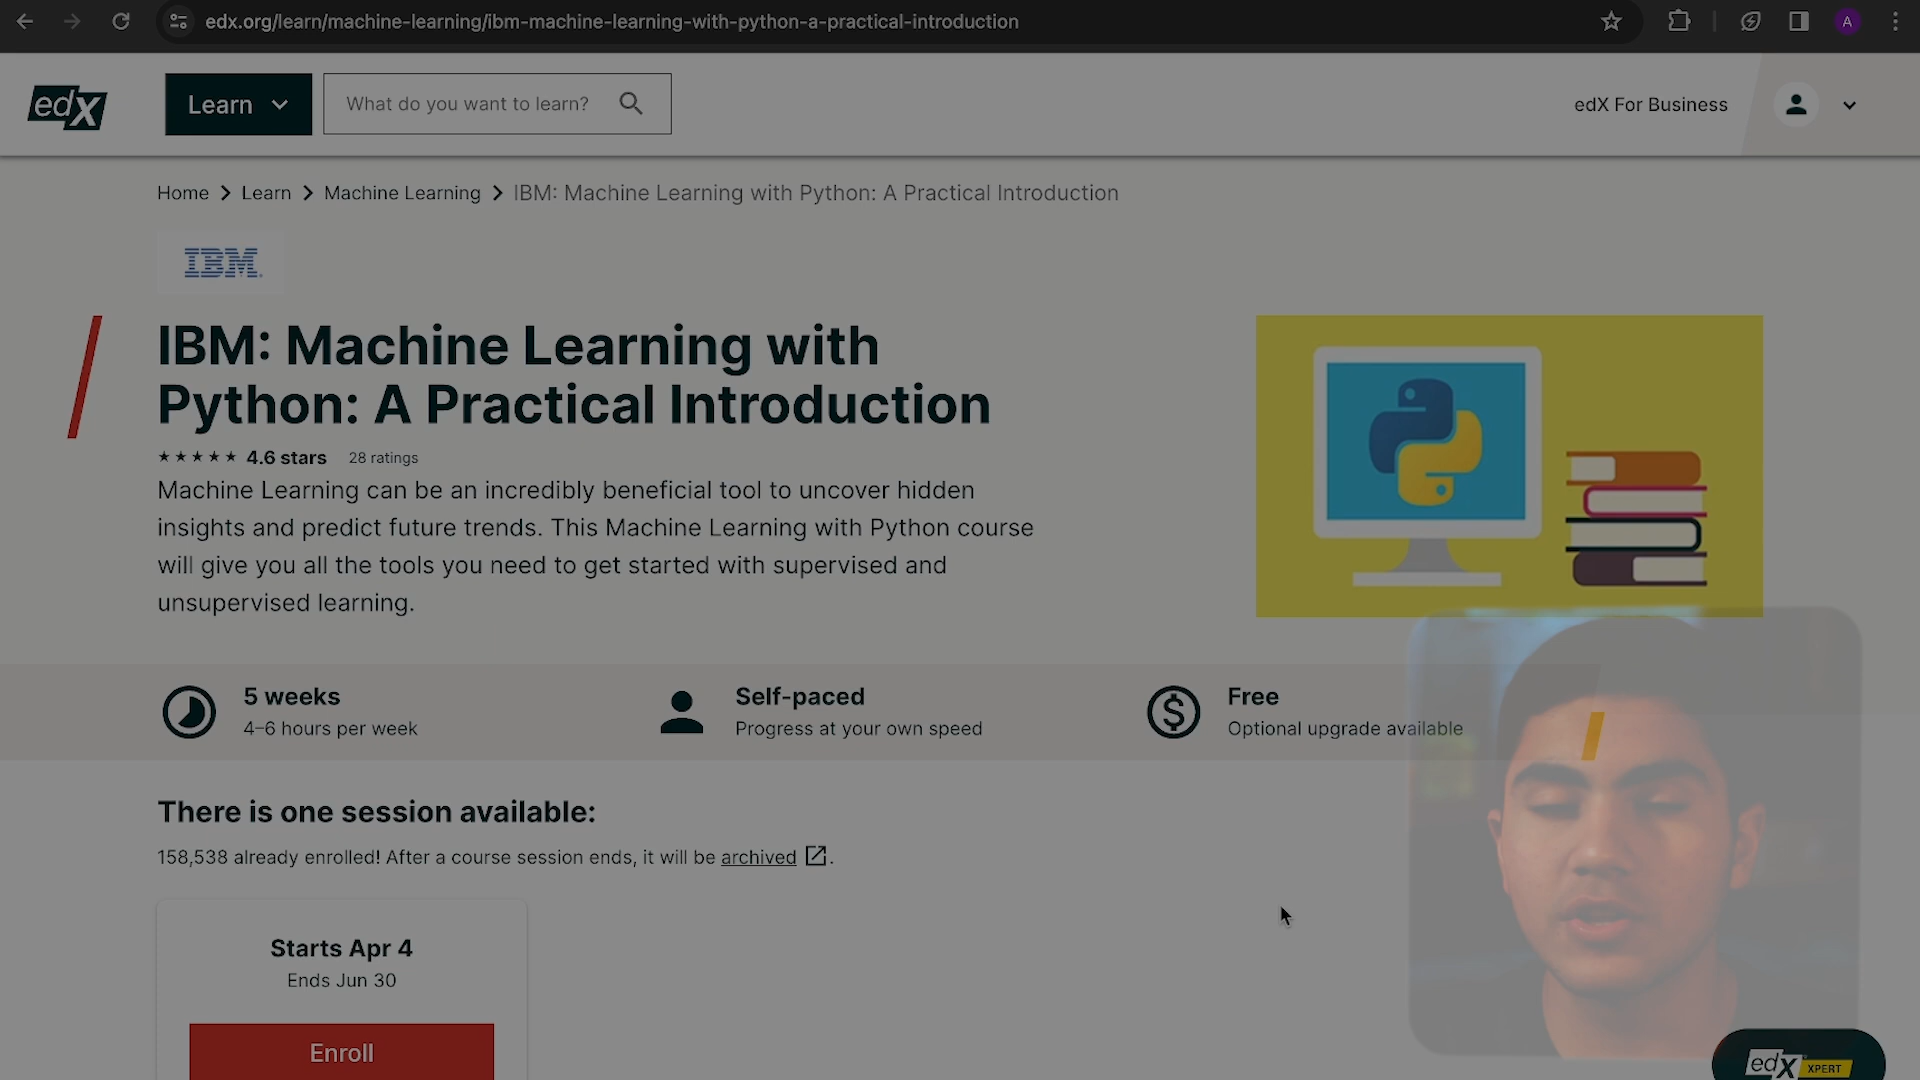 edx.org/learn/machine-learning/ibm-machine-learning-with-python-a-practical-introduction
A
edX
Learn
What do you want to learn?
edX For Business
Home > Learn > Machine Learning > IBM: Machine Learning with Python: A Practical Introduction
IBM
IBM: Machine Learning with
Python: A Practical Introduction
★★★★★ 4.6 stars 28 ratings
Machine Learning can be an incredibly beneficial tool to uncover hidden
insights and predict future trends. This Machine Learning with Python course
will give you all the tools you need to get started with supervised and
unsupervised learning.
5 weeks
4–6 hours per week
Self-paced
Progress at your own speed
Free
Optional upgrade available
There is one session available:
158,538 already enrolled! After a course session ends, it will be archived.
Starts Apr 4
Ends Jun 30
Enroll
edX XPERT